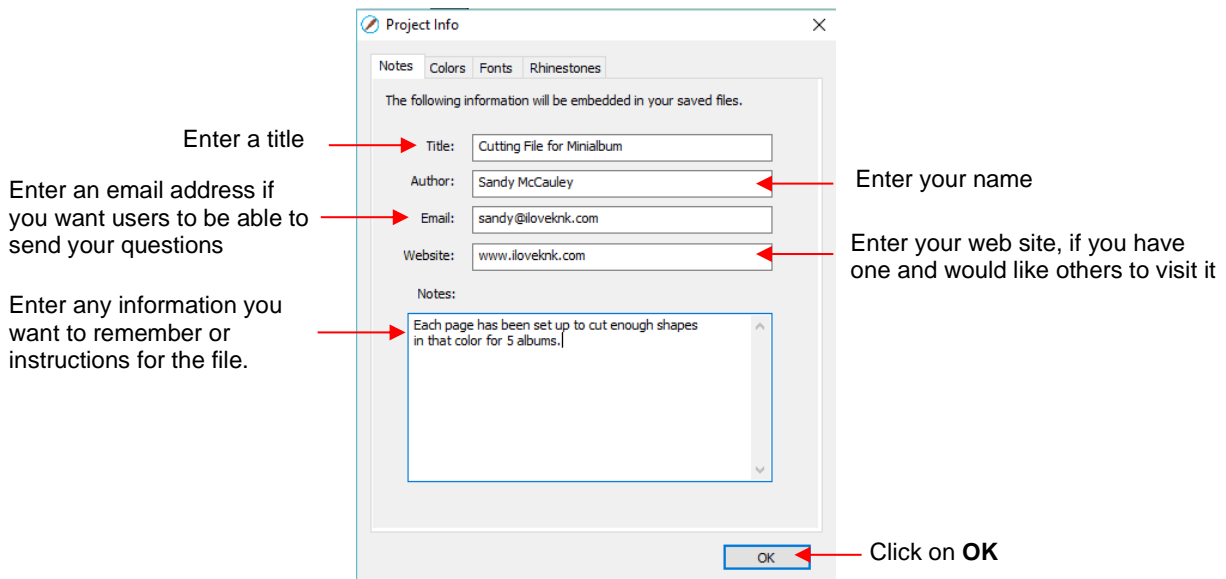 Project Info
Notes Colors Fonts Rhinestones
The following information will be embedded in your saved files.
Enter a title
Title: Cutting File for Minialbum
Author: Sandy McCauley
Enter your name
Enter an email address if
you want users to be able to
send your questions
Email: sandy@iloveknk.com
Website: www.iloveknk.com
Enter your web site, if you have
one and would like others to visit it
Notes:
Enter any information you
want to remember or
instructions for the file.
Each page has been set up to cut enough shapes
in that color for 5 albums.
OK
Click on OK